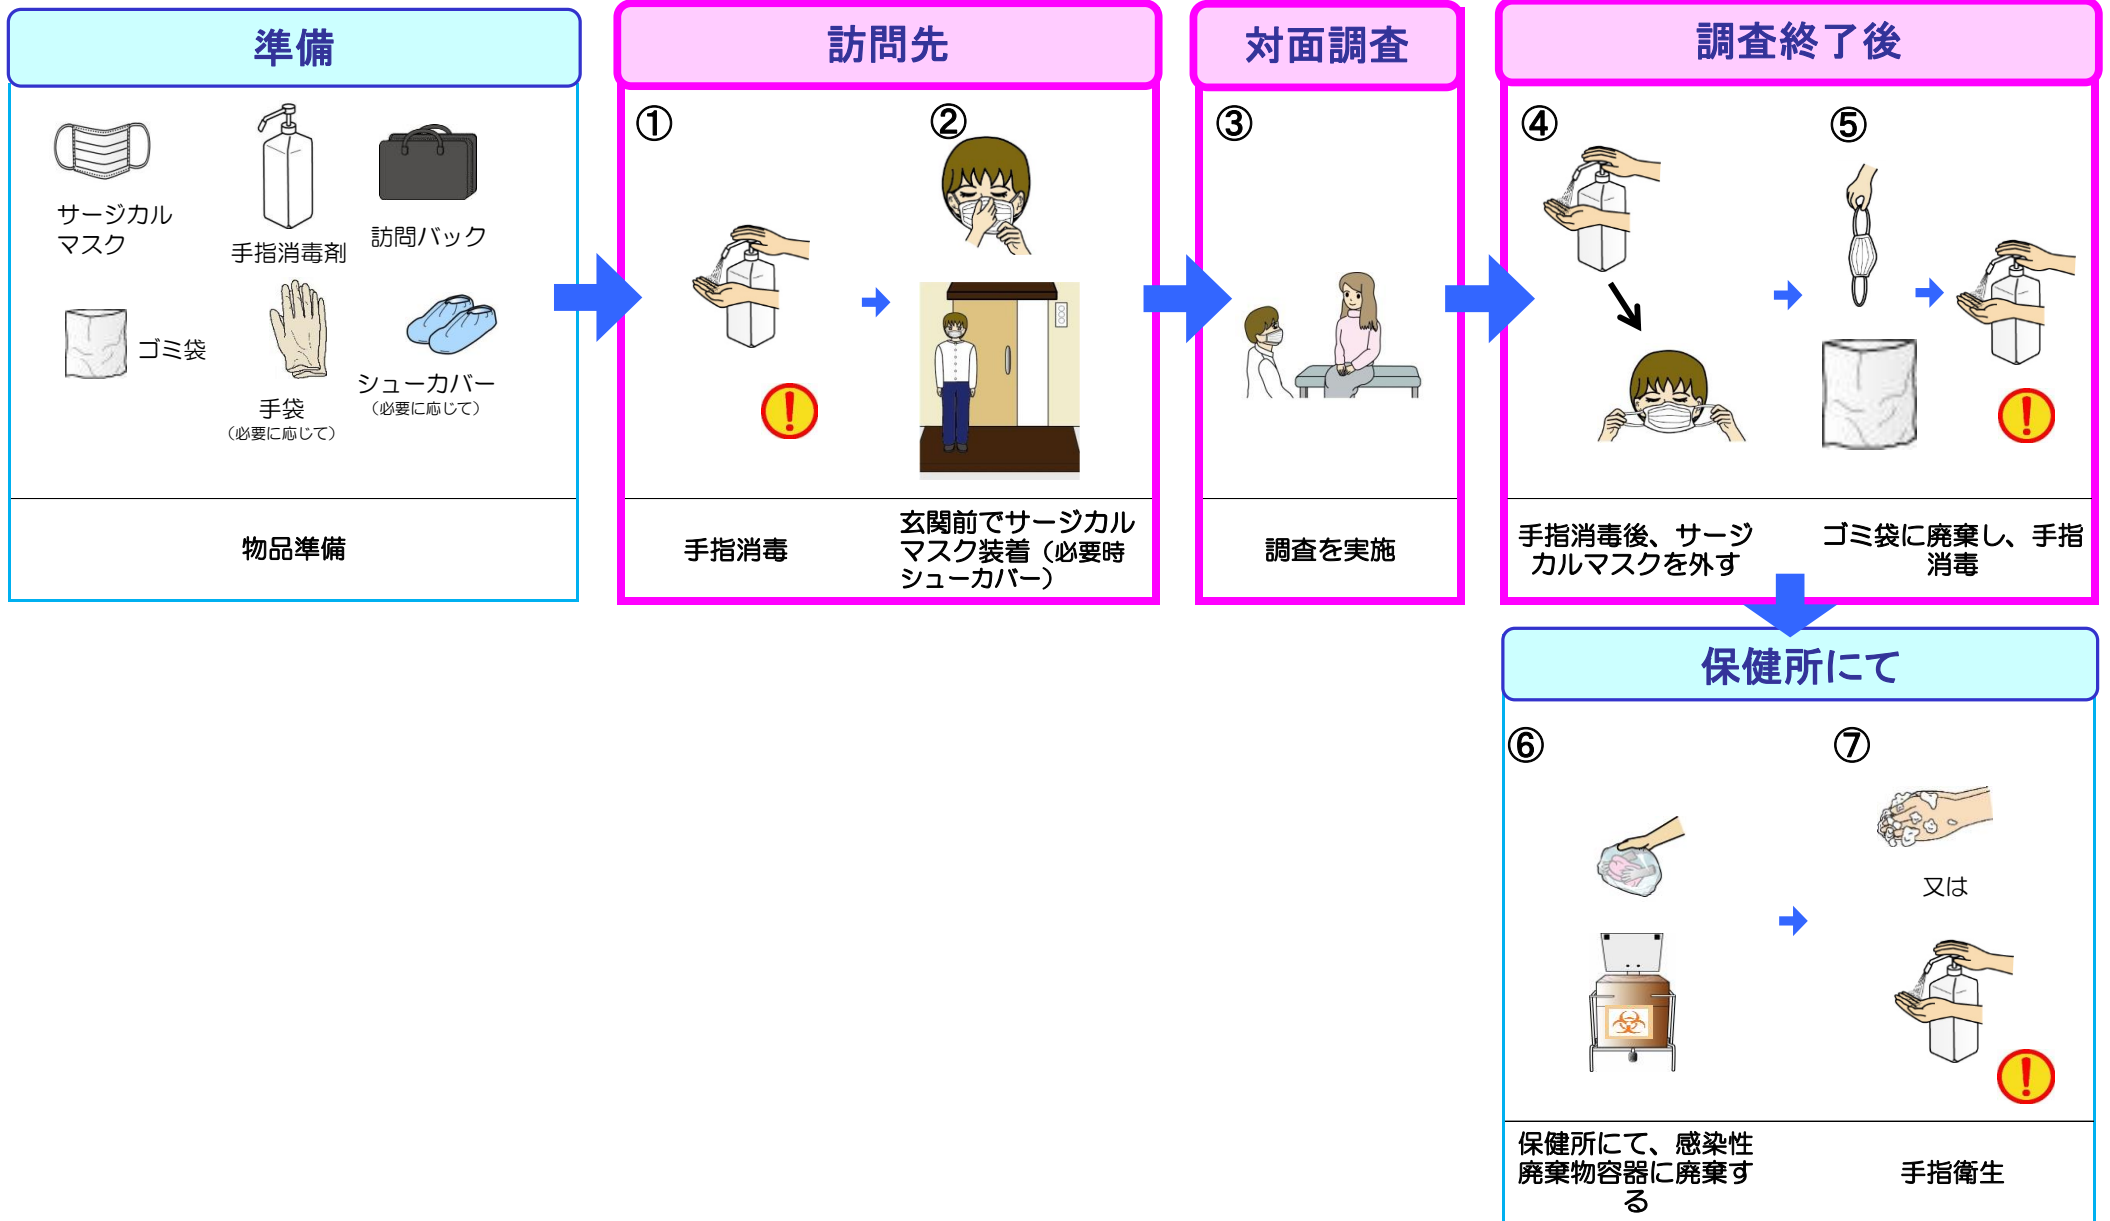 準備
サージカル
マスク
手指消毒剤
訪問バック
ゴミ袋
手袋
（必要に応じて）
シューカバー
（必要に応じて）
物品準備
訪問先
①
②
手指消毒
玄関前でサージカル
マスク装着（必要時
シューカバー）
対面調査
③
調査を実施
調査終了後
④
⑤
手指消毒後、サージ
カルマスクを外す
ゴミ袋に廃棄し、手指
消毒
保健所にて
⑥
⑦
又は
保健所にて、感染性
廃棄物容器に廃棄す
る
手指衛生